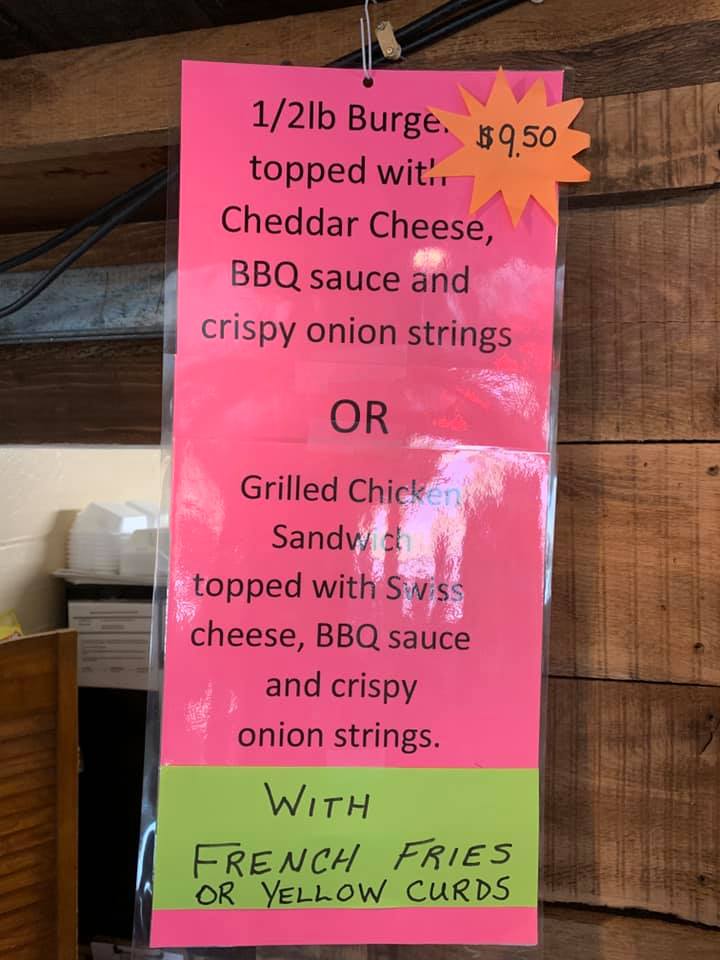 1/2lb Burge
$9.50
topped with
Cheddar Cheese,
BBQ sauce and
crispy onion strings
OR
Grilled Chicken
Sandwich
topped with Swiss
cheese, BBQ sauce
and crispy
onion strings.
WITH
FRENCH FRIES
OR YELLOW CURDS